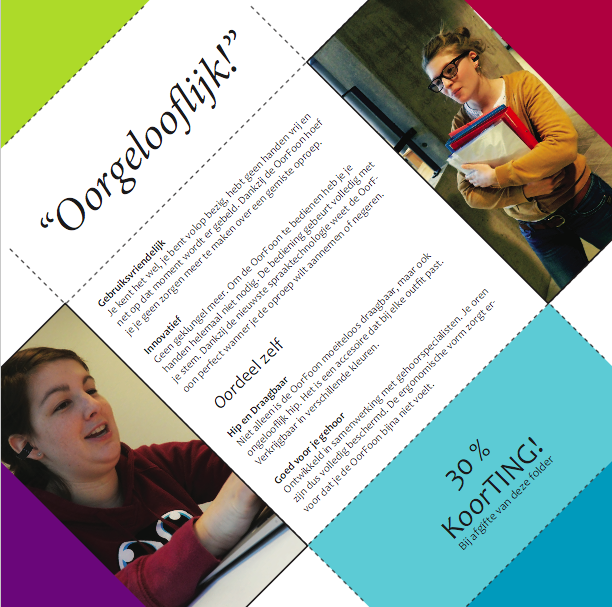 “Oorgelooflijk!”
Gebruiksvriendelijk
Je kent het wel, je bent volop bezig, hebt geen handen vrij en
net op dat moment wordt er gebeld. Dankzij de OorFoon hoef
je je geen zorgen meer te maken over een gemiste oproep.
Innovatief
Geen geklungel meer. Om de OorFoon te bedienen heb je je
handen helemaal niet nodig. De bediening gebeurt volledig met
je stem. Dankzij de nieuwste spraaktechnologie weet de OorF-
oon perfect wanneer je de oproep wilt aannemen of negeren.
Oordeel zelf
Hip en Draagbaar
Niet alleen is de OorFoon moeiteloos draagbaar, maar ook
ongelooflijk hip. Het is een accesoire dat bij elke outfit past.
Verkrijgbaar in verschillende kleuren.
Goed voor je gehoor
Ontwikkeld in samenwerking met gehoorspecialisten. Je oren
zijn dus volledig beschermd. De ergonomische vorm zorgt er-
voor dat je de OorFoon bijna niet voelt.
30 %
KoorTING!
Bij afgifte van deze folder